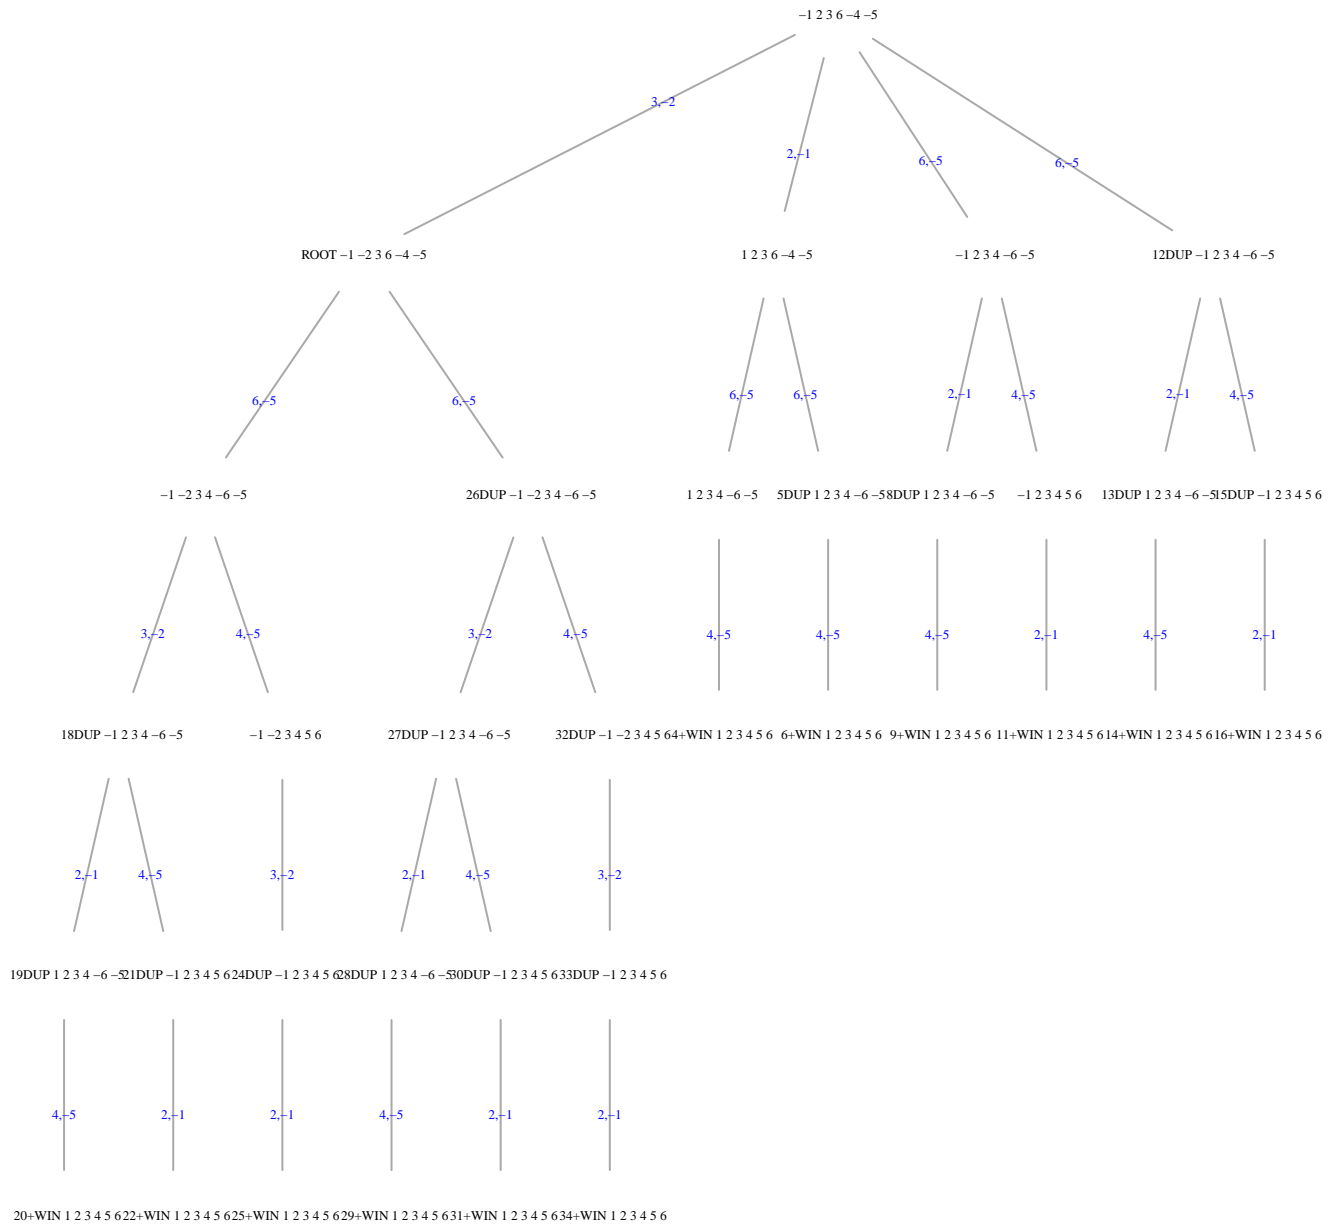 −1 2 3 6 −4 −5
3,−2
2,−1
6,−5
6,−5
ROOT −1 −2 3 6 −4 −5
1 2 3 6 −4 −5
−1 2 3 4 −6 −5
12DUP −1 2 3 4 −6 −5
6,−5
6,−5
6,−5
6,−5
2,−1
4,−5
2,−1
4,−5
−1 −2 3 4 −6 −5
26DUP −1 −2 3 4 −6 −5
1 2 3 4 −6 −5
5DUP 1 2 3 4 −6 −5
8DUP 1 2 3 4 −6 −5
−1 2 3 4 5 6
13DUP 1 2 3 4 −6 −5
15DUP −1 2 3 4 5 6
3,−2
4,−5
3,−2
4,−5
4,−5
4,−5
4,−5
2,−1
4,−5
2,−1
18DUP −1 2 3 4 −6 −5
−1 −2 3 4 5 6
27DUP −1 2 3 4 −6 −5
32DUP −1 −2 3 4 5 6
4+WIN 1 2 3 4 5 6
6+WIN 1 2 3 4 5 6
9+WIN 1 2 3 4 5 6
11+WIN 1 2 3 4 5 6
14+WIN 1 2 3 4 5 6
16+WIN 1 2 3 4 5 6
2,−1
4,−5
3,−2
2,−1
4,−5
3,−2
19DUP 1 2 3 4 −6 −5
21DUP −1 2 3 4 5 6
24DUP −1 2 3 4 5 6
28DUP 1 2 3 4 −6 −5
30DUP −1 2 3 4 5 6
33DUP −1 2 3 4 5 6
4,−5
2,−1
2,−1
4,−5
2,−1
2,−1
20+WIN 1 2 3 4 5 6
22+WIN 1 2 3 4 5 6
25+WIN 1 2 3 4 5 6
29+WIN 1 2 3 4 5 6
31+WIN 1 2 3 4 5 6
34+WIN 1 2 3 4 5 6